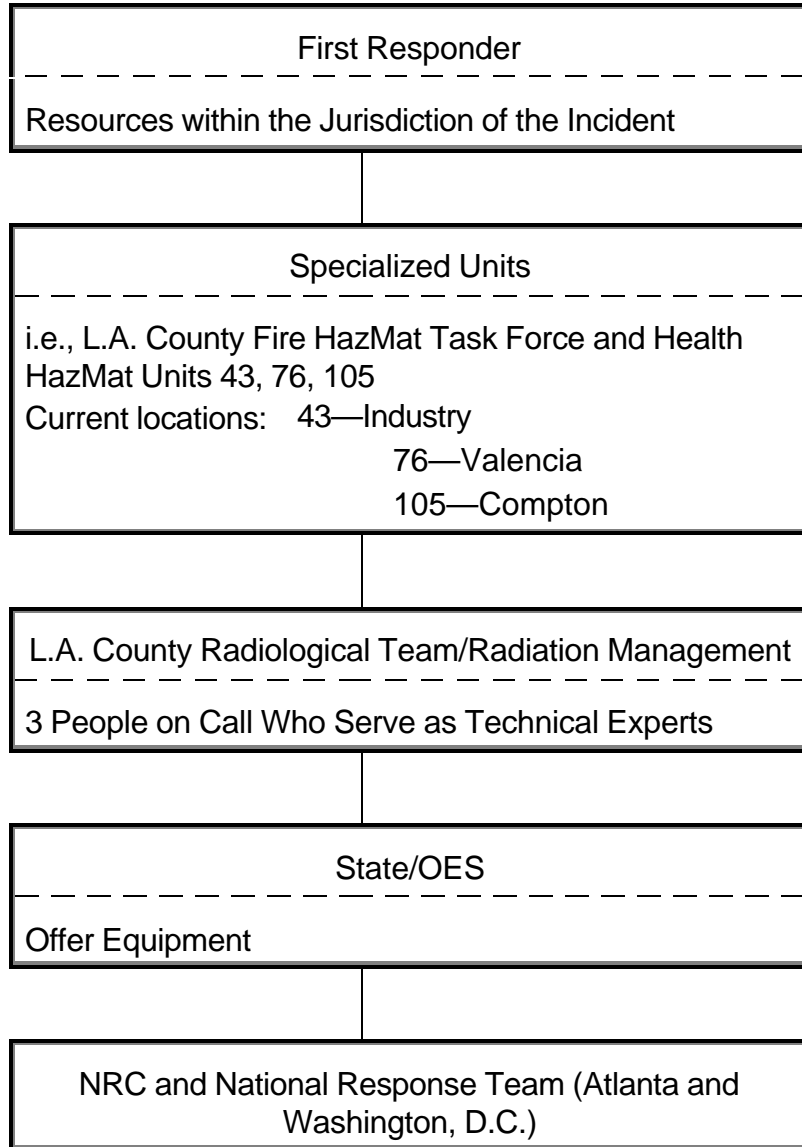 First Responder
Resources within the Jurisdiction of the Incident
Specialized Units
i.e., L.A. County Fire HazMat Task Force and Health
HazMat Units 43, 76, 105
Current locations: 43—Industry
76—Valencia
105—Compton
L.A. County Radiological Team/Radiation Management
3 People on Call Who Serve as Technical Experts
State/OES
Offer Equipment
NRC and National Response Team (Atlanta and
Washington, D.C.)